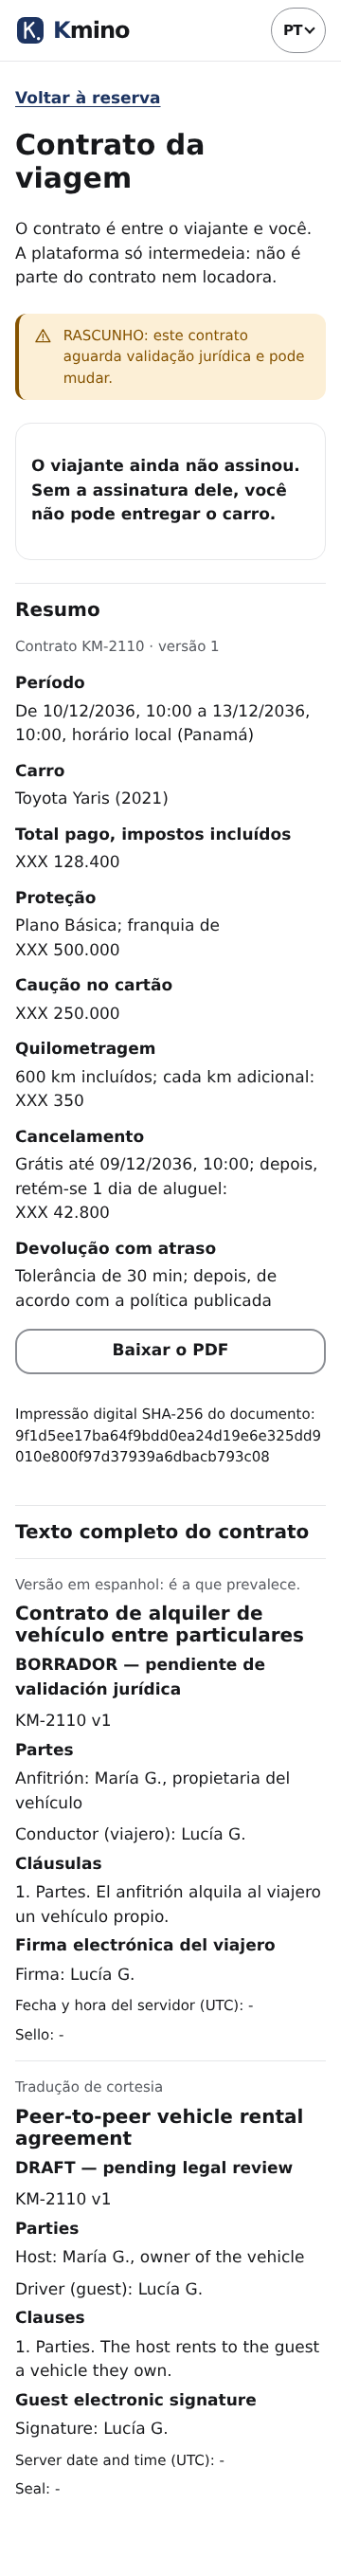 Kmino
PT
Voltar à reserva
Contrato da
viagem
O contrato é entre o viajante e você.
A plataforma só intermedeia: não é
parte do contrato nem locadora.
RASCUNHO: este contrato
aguarda validação jurídica e pode
mudar.
O viajante ainda não assinou.
Sem a assinatura dele, você
não pode entregar o carro.
Resumo
Contrato KM-2110 · versão 1
Período
De 10/12/2036, 10:00 a 13/12/2036,
10:00, horário local (Panamá)
Carro
Toyota Yaris (2021)
Total pago, impostos incluídos
XXX 128.400
Proteção
Plano Básica; franquia de
XXX 500.000
Caução no cartão
XXX 250.000
Quilometragem
600 km incluídos; cada km adicional:
XXX 350
Cancelamento
Grátis até 09/12/2036, 10:00; depois,
retém-se 1 dia de aluguel:
XXX 42.800
Devolução com atraso
Tolerância de 30 min; depois, de
acordo com a política publicada
Baixar o PDF
Impressão digital SHA-256 do documento:
9f1d5ee17ba64f9bdd0ea24d19e6e325dd9
010e800f97d37939a6dbacb793c08
Texto completo do contrato
Versão em espanhol: é a que prevalece.
Contrato de alquiler de
vehículo entre particulares
BORRADOR — pendiente de
validación jurídica
KM-2110 v1
Partes
Anfitrión: María G., propietaria del
vehículo
Conductor (viajero): Lucía G.
Cláusulas
1. Partes. El anfitrión alquila al viajero
un vehículo propio.
Firma electrónica del viajero
Firma: Lucía G.
Fecha y hora del servidor (UTC): -
Sello: -
Tradução de cortesia
Peer-to-peer vehicle rental
agreement
DRAFT — pending legal review
KM-2110 v1
Parties
Host: María G., owner of the vehicle
Driver (guest): Lucía G.
Clauses
1. Parties. The host rents to the guest
a vehicle they own.
Guest electronic signature
Signature: Lucía G.
Server date and time (UTC): -
Seal: -